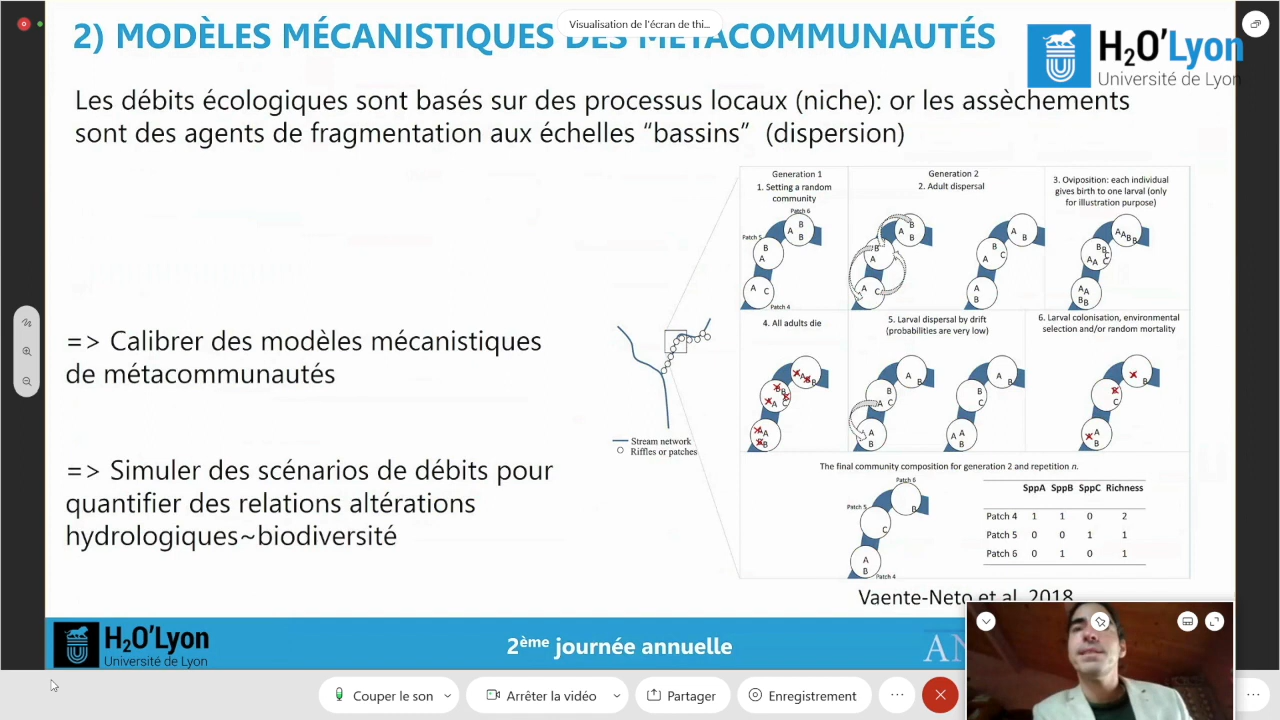 Visualisation de l'écran de thi...
2) MODÈLES MÉCANISTIQUES DES MÉTACOMMUNAUTÉS
H2O'Lyon
Université de Lyon
Les débits écologiques sont basés sur des processus locaux (niche): or les assèchements
sont des agents de fragmentation aux échelles “bassins” (dispersion)
=> Calibrer des modèles mécanistiques
de métacommunautés
=> Simuler des scénarios de débits pour
quantifier des relations altérations
hydrologiques~biodiversité
Stream network
Riffles or patches
Generation 1
1. Setting a random
community
Patch 6
Patch 5
A B B
B A
A C
Patch 4
Generation 2
2. Adult dispersal
A B B
B A
A C
A B
B A C
A B
3. Oviposition: each individual
gives birth to one larval (only
for illustration purpose)
A A B B
B B A A C C
A A B B
4. All adults die
5. Larval dispersal by drift
(probabilities are very low)
A B
B A C
A B
A B
B C
A A B
6. Larval colonisation, environmental
selection and/or random mortality
The final community composition for generation 2 and repetition n.
Patch 6
B
Patch 5
C
A B
Patch 4
SppA SppB SppC Richness
Patch 4 1 1 0 2
Patch 5 0 0 1 1
Patch 6 0 1 0 1
Vaente-Neto et al. 2018
H2O'Lyon
Université de Lyon
2ème journée annuelle
AN
Couper le son
Arrêter la vidéo
Partager
Enregistrement